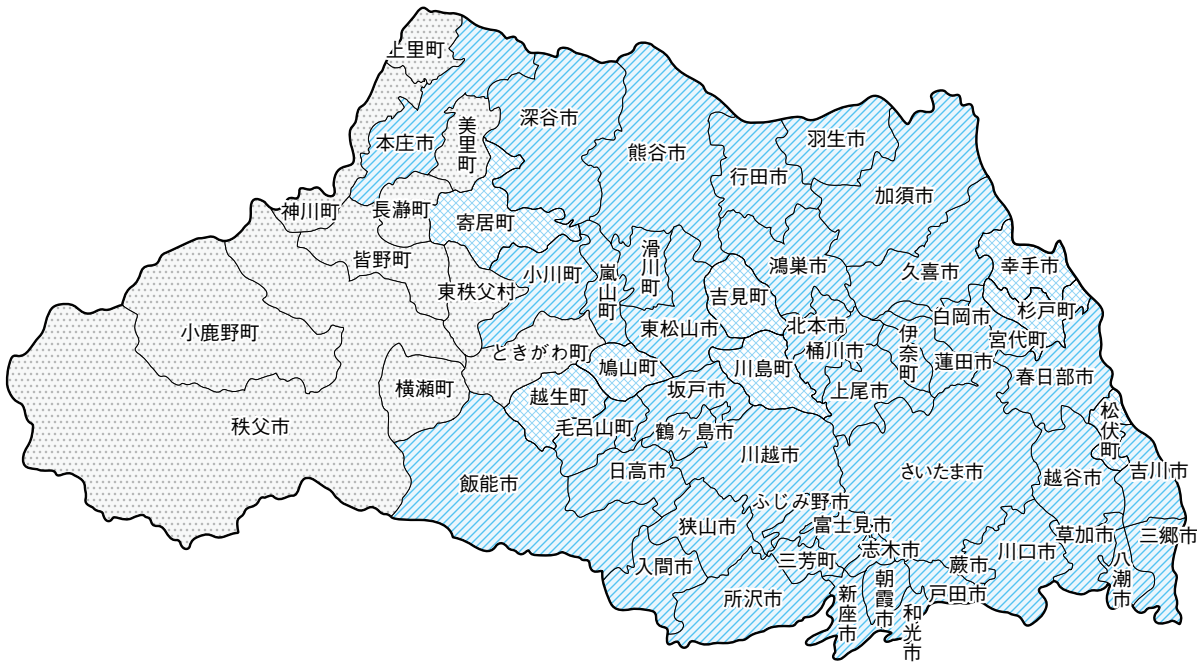 上里町
本庄市
美里町
深谷市
熊谷市
行田市
羽生市
加須市
神川町
長瀞町
寄居町
皆野町
東秩父村
小川町
嵐山町
滑川町
吉見町
鴻巣市
久喜市
幸手市
小鹿野町
ときがわ町
東松山市
北本市
桶川市
伊奈町
白岡市
杉戸町
宮代町
蓮田市
横瀬町
鳩山町
川島町
上尾市
春日部市
秩父市
越生町
毛呂山町
坂戸市
鶴ヶ島市
川越市
松伏町
飯能市
日高市
さいたま市
越谷市
吉川市
ふじみ野市
狭山市
富士見市
入間市
三芳町
志木市
川口市
草加市
三郷市
蕨市
八潮市
所沢市
新座市
朝霞市
戸田市
和光市